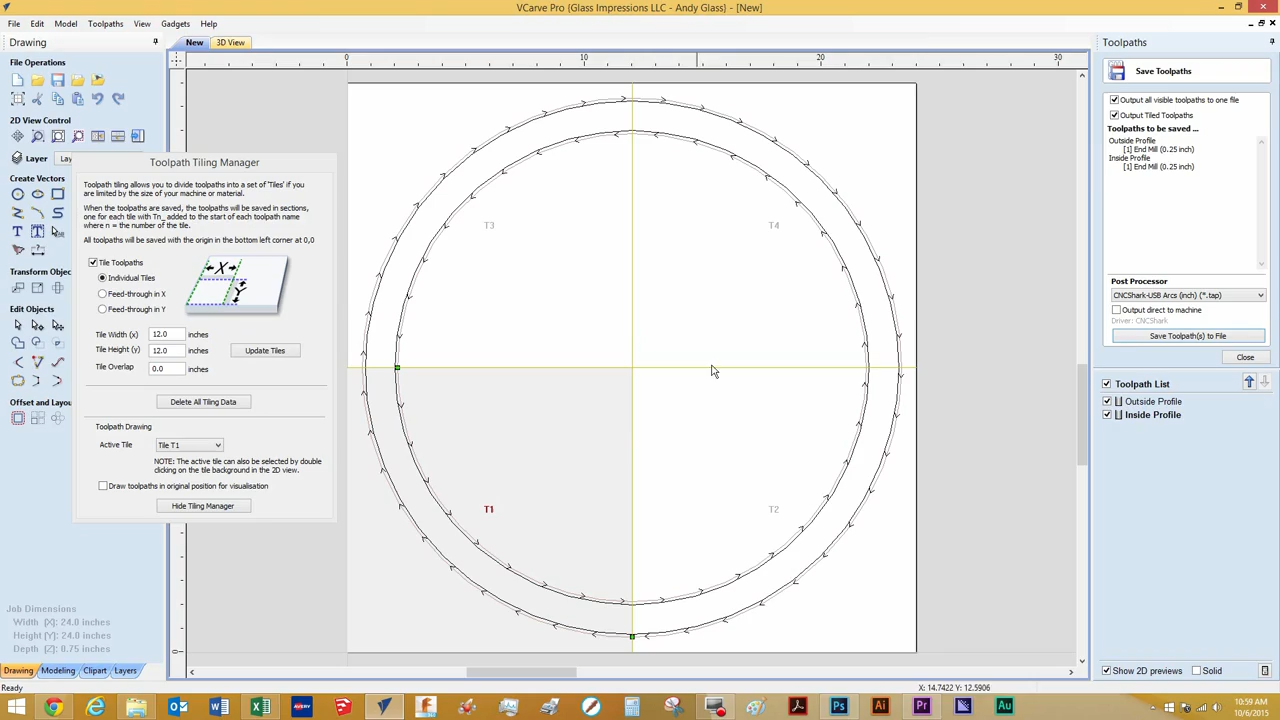 VCarve Pro (Glass Impressions LLC - Andy Glass) - [New]
File Edit Model Toolpaths View Gadgets Help
Drawing
File Operations
2D View Control
Layer Lay
Create Vectors
Transform Objec
Edit Objects
Offset and Layou
Job Dimensions
Width [X]: 24.0 inches
Height [Y]: 24.0 inches
Depth [Z]: 0.75 inches
Drawing Modeling Clipart Layers
Ready
Toolpath Tiling Manager
Toolpath tiling allows you to divide toolpaths into a set of 'Tiles' if you
are limited by the size of your machine or material.
When the toolpaths are saved, the toolpaths will be saved in sections,
one for each tile with Tn_ added to the start of each toolpath name
where n = the number of the tile.
All toolpaths will be saved with the origin in the bottom left corner at 0,0
Tile Toolpaths
Individual Tiles
Feed-through in X
Feed-through in Y
X
Y
Tile Width (x) 12.0 inches
Tile Height (y) 12.0 inches
Update Tiles
Tile Overlap 0.0 inches
Delete All Tiling Data
Toolpath Drawing
Active Tile Tile T1
NOTE: The active tile can also be selected by double
clicking on the tile background in the 2D view.
Draw toolpaths in original position for visualisation
Hide Tiling Manager
New 3D View
0 10 20 30
0
T3 T4
T1 T2
Toolpaths
Save Toolpaths
Output all visible toolpaths to one file
Output Tiled Toolpaths
Toolpaths to be saved ...
Outside Profile
[1] End Mill (0.25 inch)
Inside Profile
[1] End Mill (0.25 inch)
Post Processor
CNCShark-USB Arcs (inch) (*.tap)
Output direct to machine
Driver: CNCShark
Save Toolpath(s) to File
Close
Toolpath List
Outside Profile
Inside Profile
Show 2D previews Solid
X: 14.7422 Y: 12.5906
10:59 AM
10/6/2015